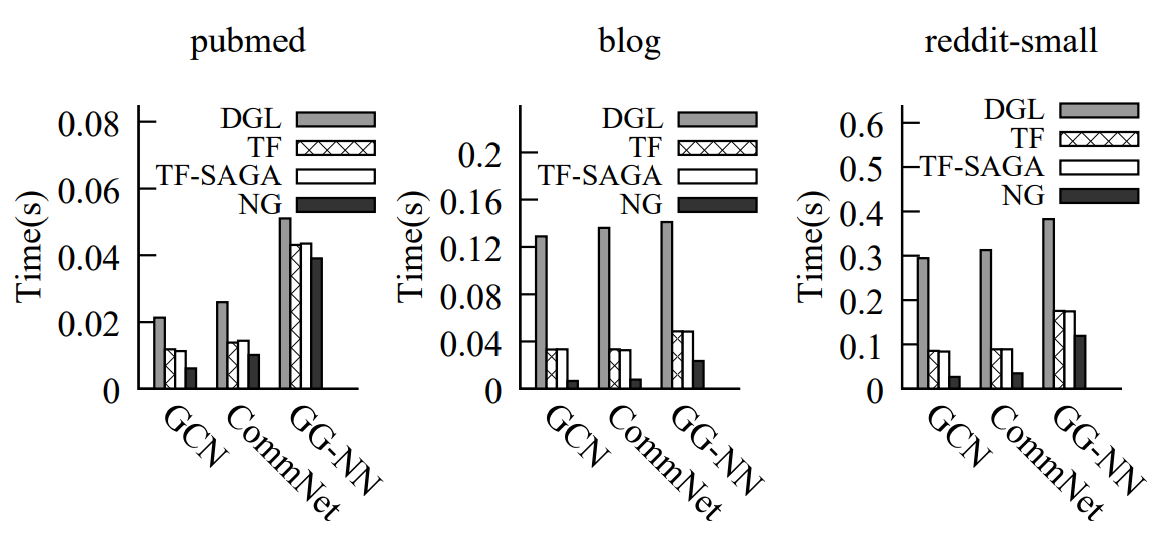 pubmed
Time(s)
0.08
0.06
0.04
0.02
0
DGL
TF
TF-SAGA
NG
GCN
CommNet
GG-NN
blog
Time(s)
0.2
0.16
0.12
0.08
0.04
0
DGL
TF
TF-SAGA
NG
GCN
CommNet
GG-NN
reddit-small
Time(s)
0.6
0.5
0.4
0.3
0.2
0.1
0
DGL
TF
TF-SAGA
NG
GCN
CommNet
GG-NN